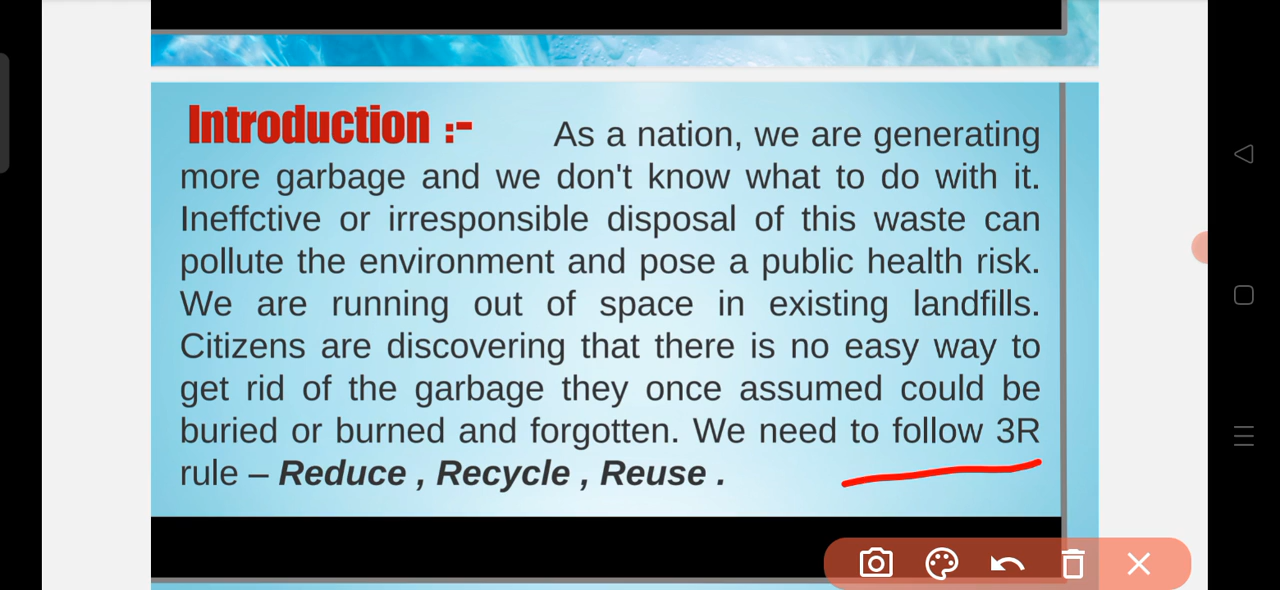 Introduction :- As a nation, we are generating
more garbage and we don't know what to do with it.
Ineffctive or irresponsible disposal of this waste can
pollute the environment and pose a public health risk.
We are running out of space in existing landfills.
Citizens are discovering that there is no easy way to
get rid of the garbage they once assumed could be
buried or burned and forgotten. We need to follow 3R
rule – Reduce , Recycle , Reuse .